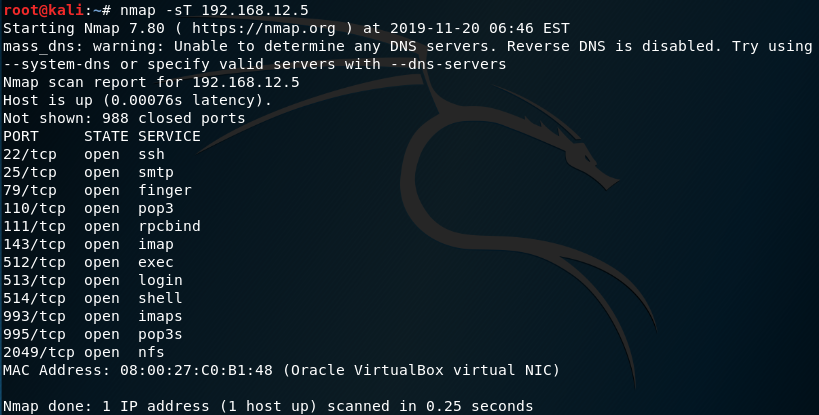 root@kali:~# nmap -sT 192.168.12.5
Starting Nmap 7.80 ( https://nmap.org ) at 2019-11-20 06:46 EST
mass_dns: warning: Unable to determine any DNS servers. Reverse DNS is disabled. Try using
--system-dns or specify valid servers with --dns-servers
Nmap scan report for 192.168.12.5
Host is up (0.00076s latency).
Not shown: 988 closed ports
PORT     STATE SERVICE
22/tcp   open  ssh
25/tcp   open  smtp
79/tcp   open  finger
110/tcp  open  pop3
111/tcp  open  rpcbind
143/tcp  open  imap
512/tcp  open  exec
513/tcp  open  login
514/tcp  open  shell
993/tcp  open  imaps
995/tcp  open  pop3s
2049/tcp open  nfs
MAC Address: 08:00:27:C0:B1:48 (Oracle VirtualBox virtual NIC)

Nmap done: 1 IP address (1 host up) scanned in 0.25 seconds